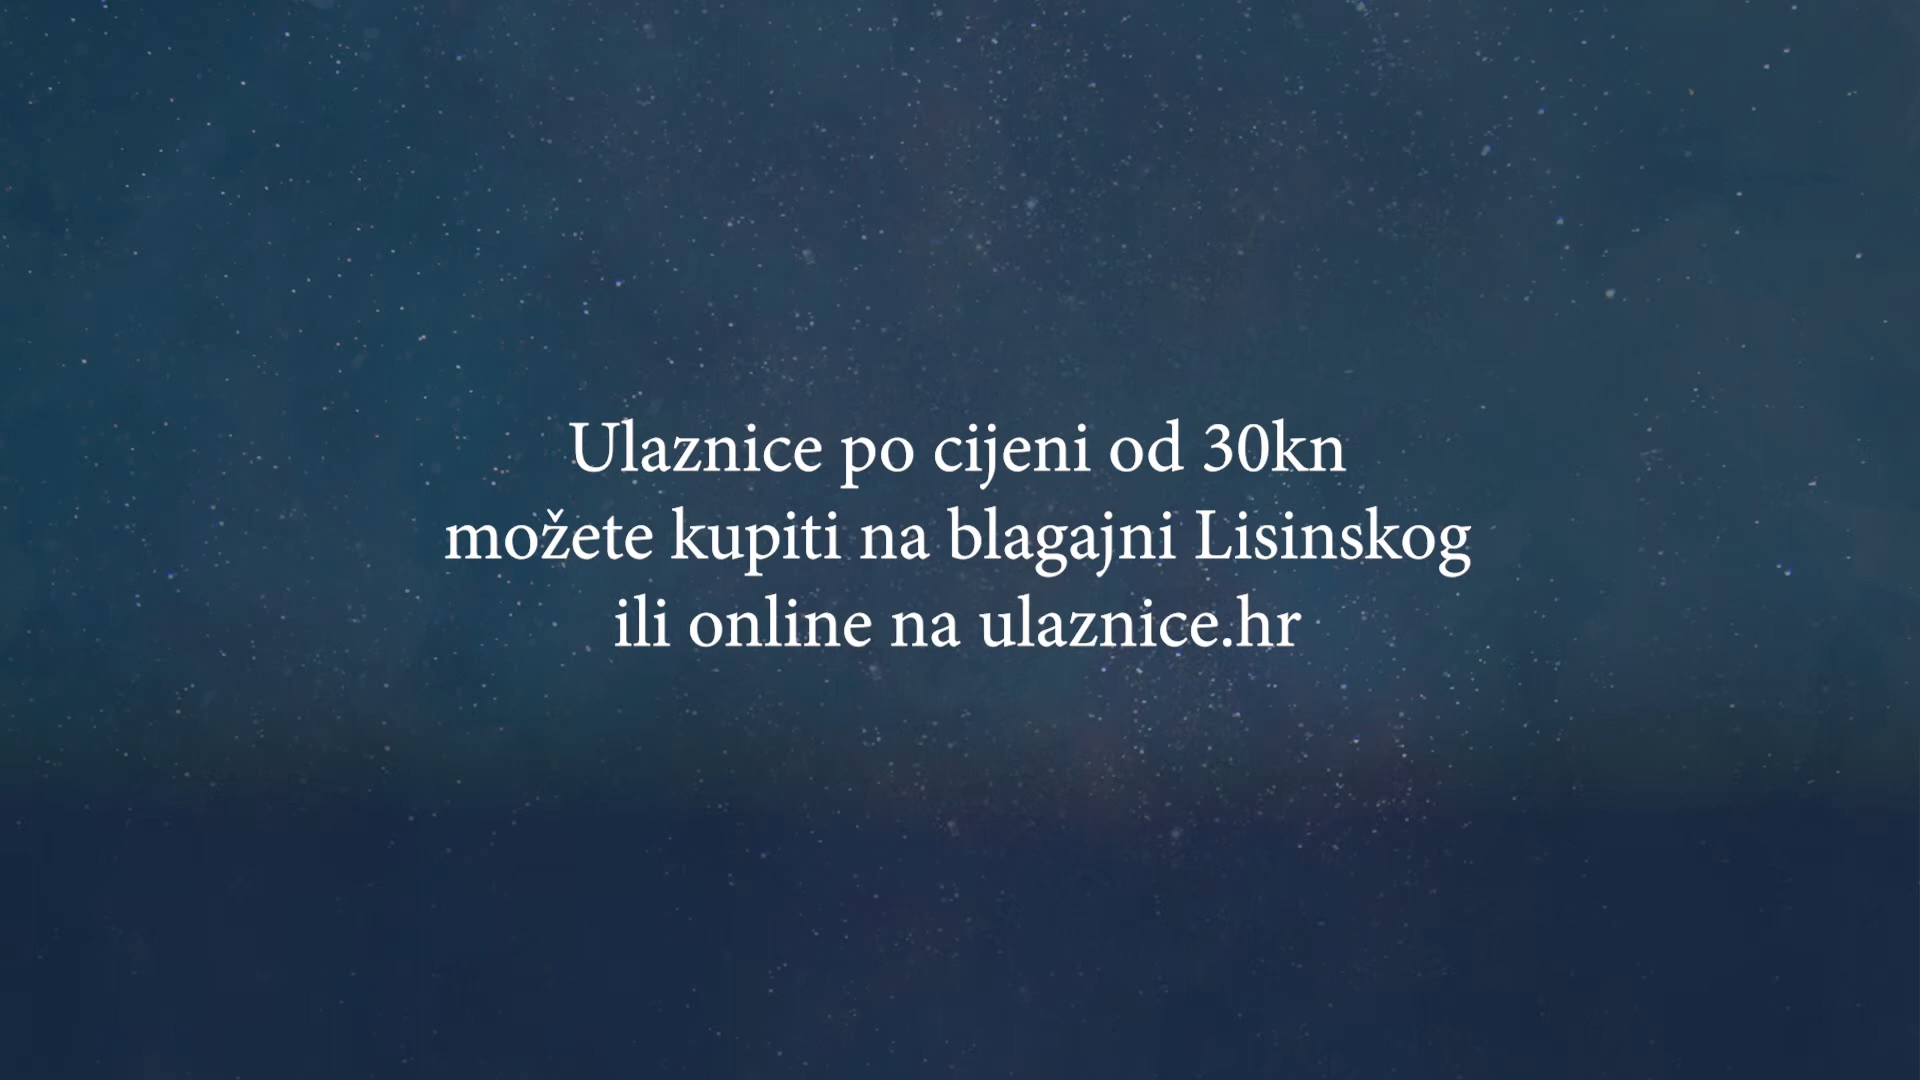 Ulaznice po cijeni od 30kn
možete kupiti na blagajni Lisinskog
ili online na ulaznice.hr